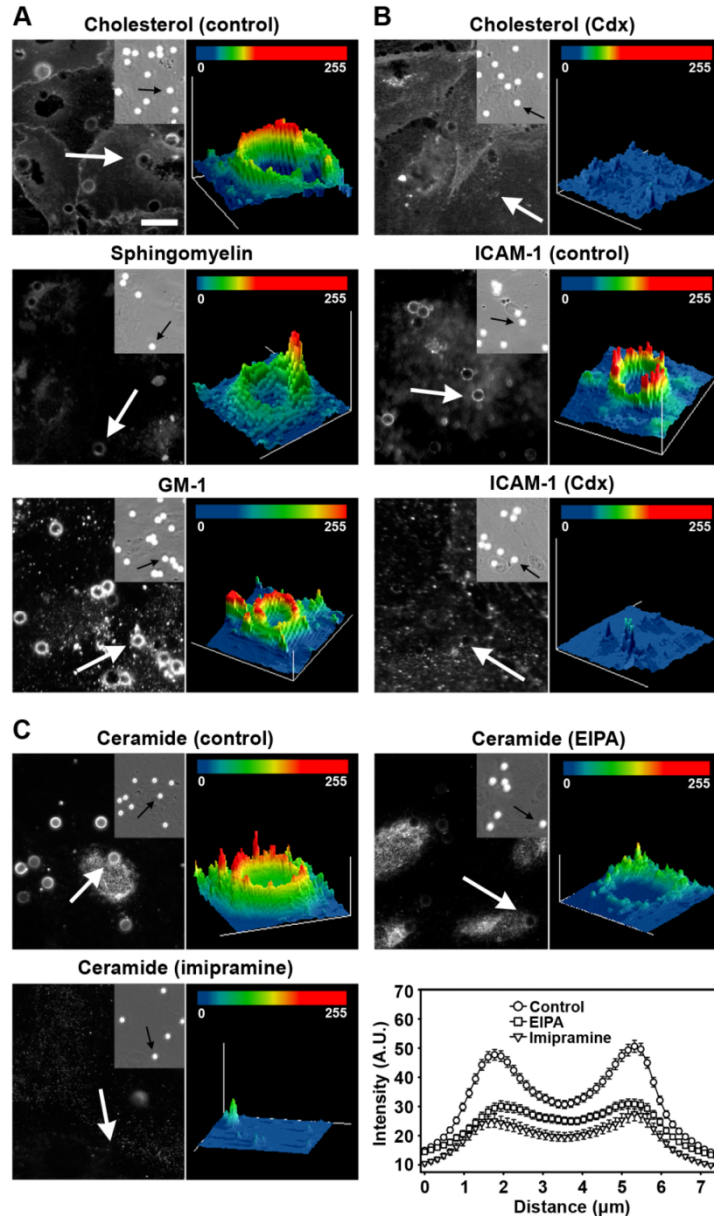 A
Cholesterol (control)
0 255
Sphingomyelin
0 255
GM-1
0 255
B
Cholesterol (Cdx)
0 255
ICAM-1 (control)
0 255
ICAM-1 (Cdx)
0 255
C
Ceramide (control)
0 255
Ceramide (EIPA)
0 255
Ceramide (imipramine)
0 255
70
60
50
40
30
20
10
Intensity (A.U.)
Control
EIPA
Imipramine
0 1 2 3 4 5 6 7
Distance (µm)